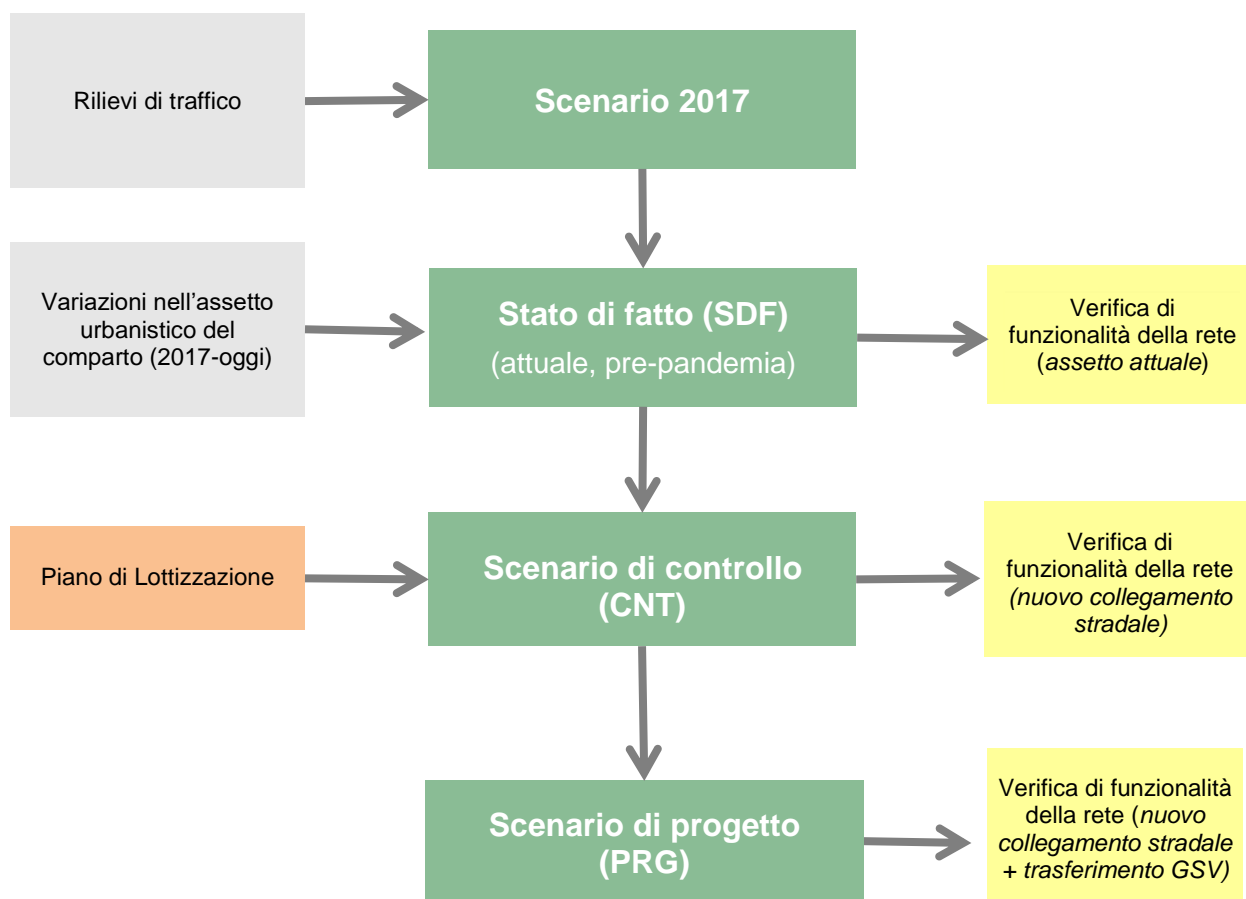 Rilievi di traffico
Scenario 2017
Variazioni nell'assetto
urbanistico del
comparto (2017-oggi)
Stato di fatto (SDF)
(attuale, pre-pandemia)
Verifica di
funzionalità della rete
(assetto attuale)
Piano di Lottizzazione
Scenario di controllo
(CNT)
Verifica di
funzionalità della rete
(nuovo collegamento
stradale)
Scenario di progetto
(PRG)
Verifica di funzionalità
della rete (nuovo
collegamento stradale
+ trasferimento GSV)